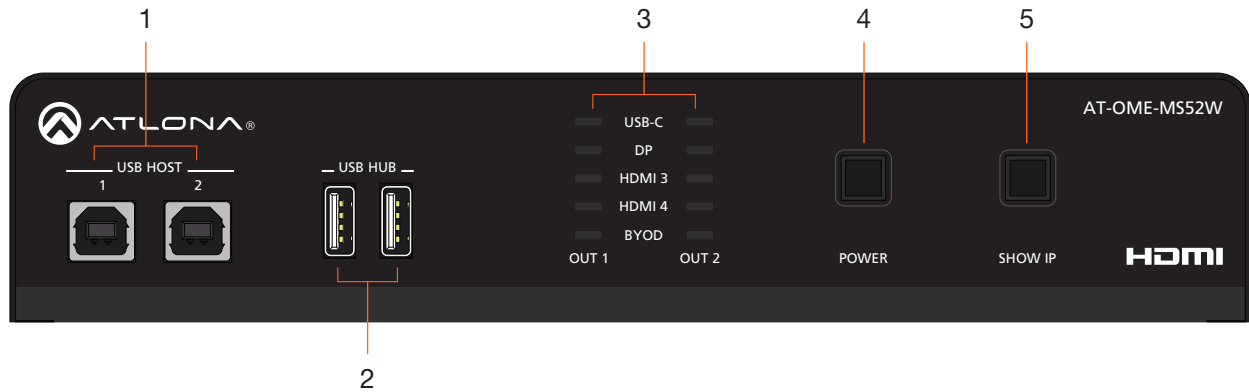 1
3
4
5
ATLONA®
AT-OME-MS52W
USB HOST
1 2
USB HUB
USB-C
DP
HDMI 3
HDMI 4
BYOD
OUT 1
OUT 2
POWER
SHOW IP
HDMI
2